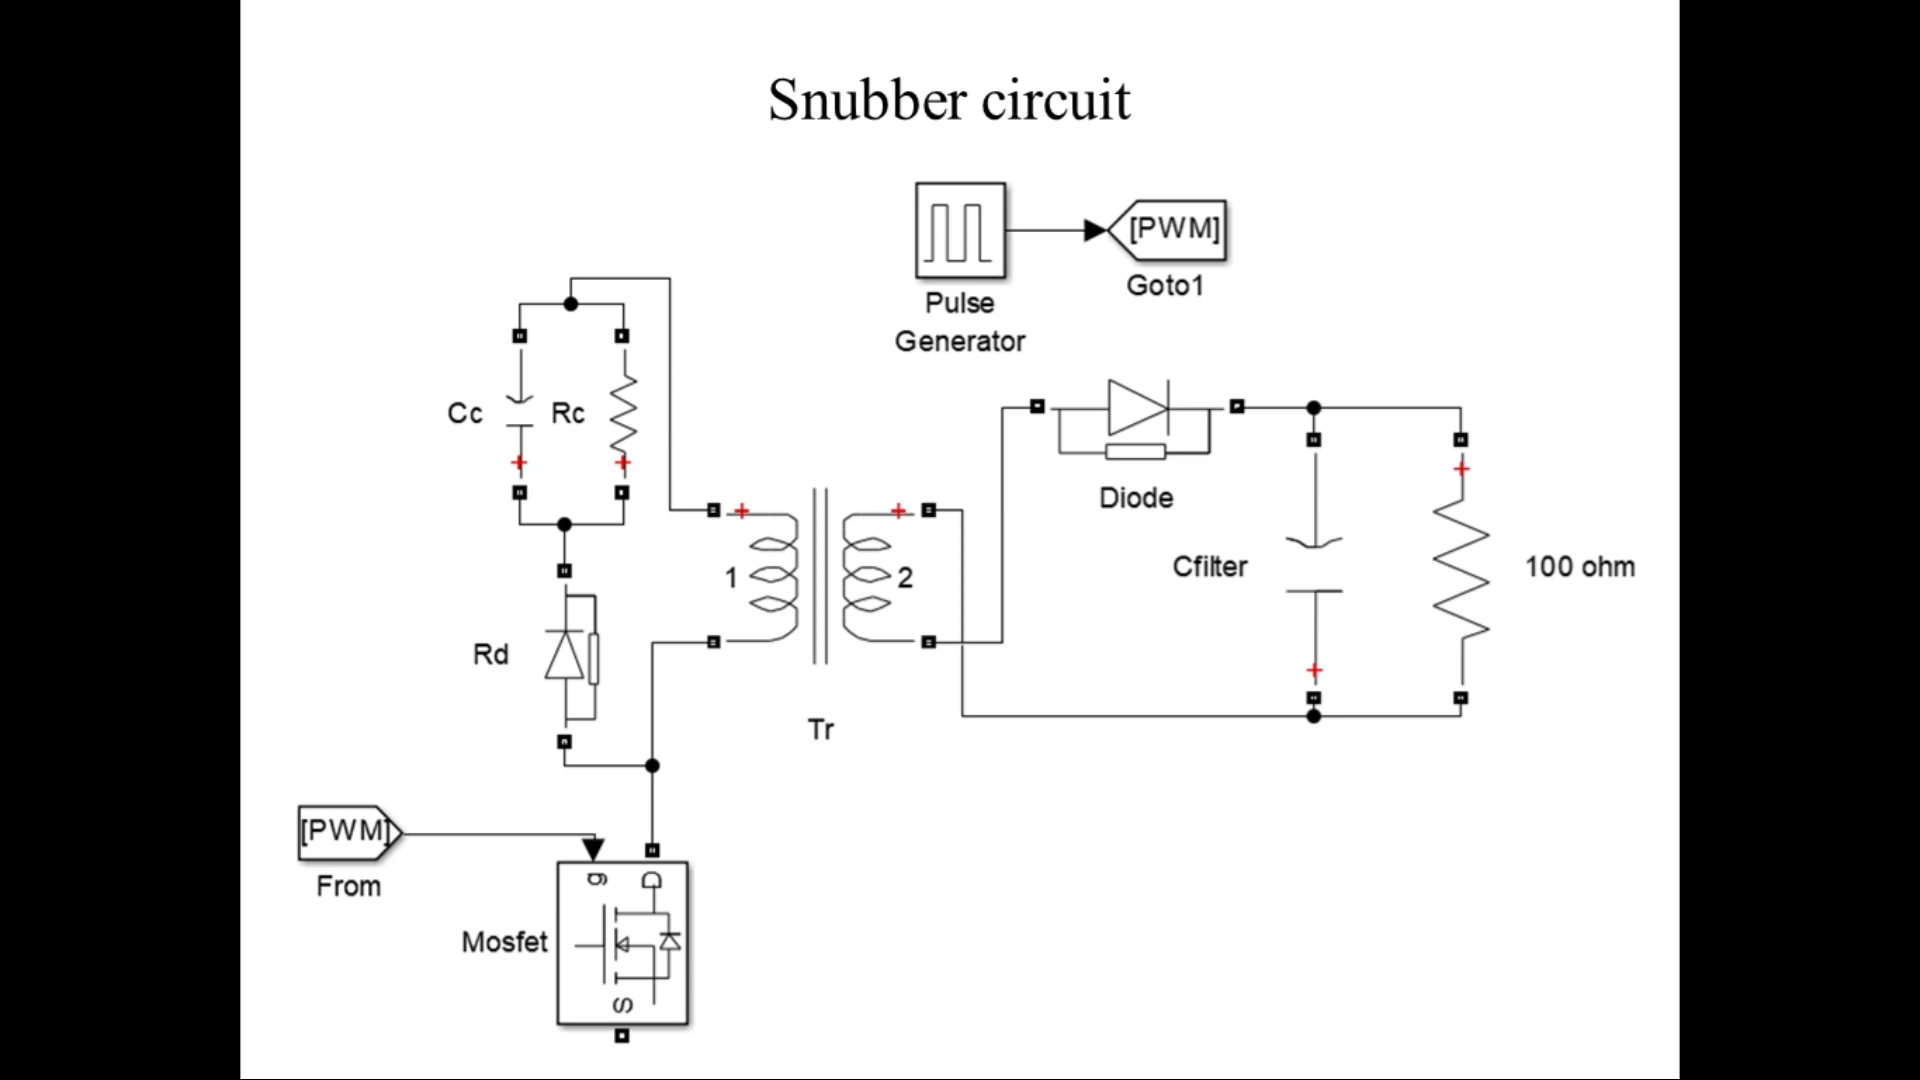 Snubber circuit
[PWM]
Goto1
Pulse
Generator
Cc
Rc
+
+
+
+
+
Diode
1
2
Cfilter
100 ohm
Rd
+
Tr
[PWM]
From
g
D
Mosfet
S